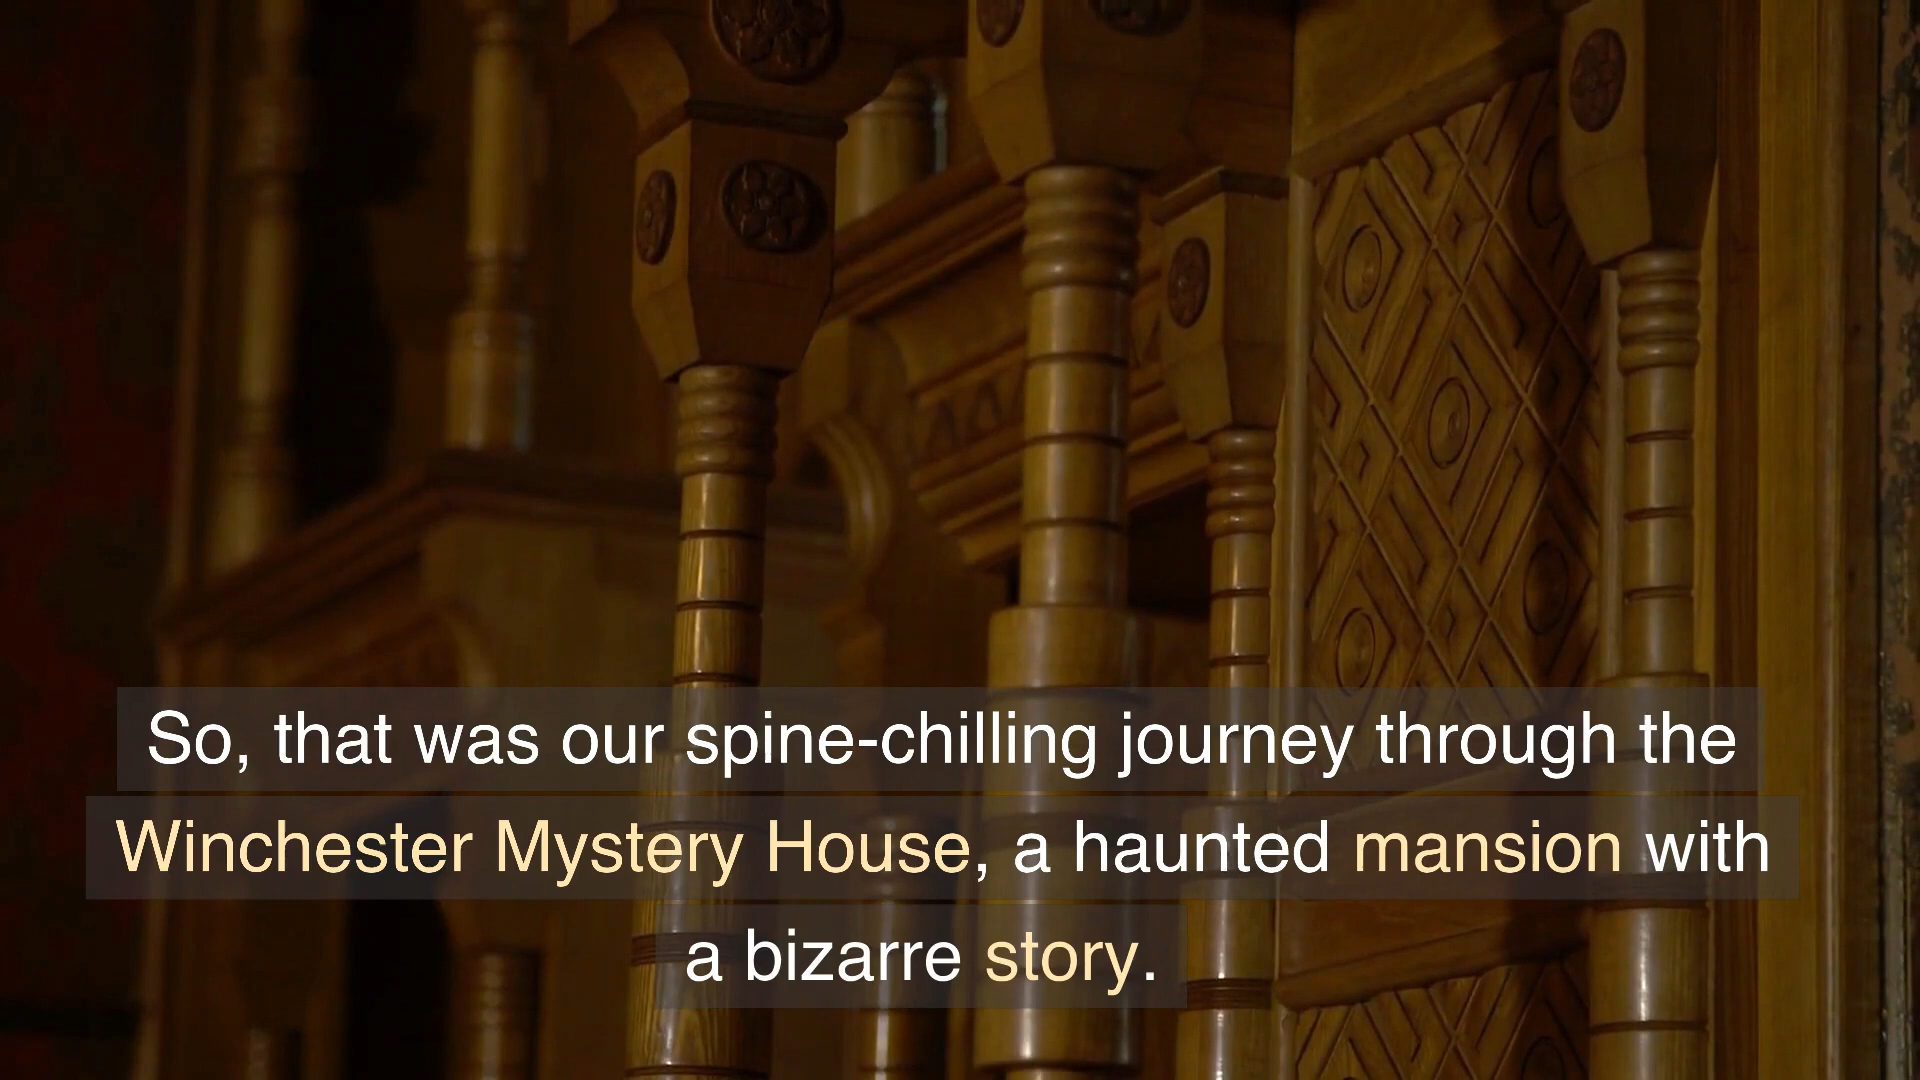 So, that was our spine-chilling journey through the
Winchester Mystery House, a haunted mansion with
a bizarre story.